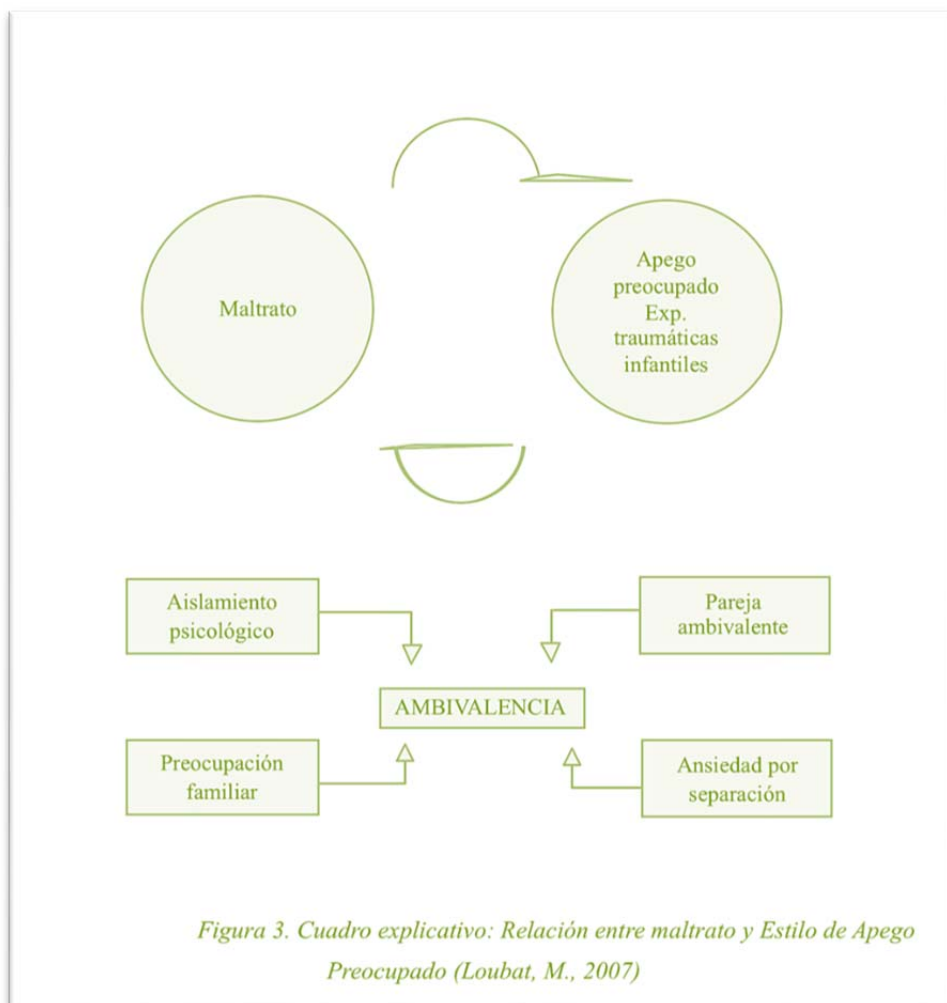 Maltrato
Apego
preocupado
Exp.
traumáticas
infantiles
Aislamiento
psicológico
Pareja
ambivalente
AMBIVALENCIA
Preocupación
familiar
Ansiedad por
separación
Figura 3. Cuadro explicativo: Relación entre maltrato y Estilo de Apego
Preocupado (Loubat, M., 2007)